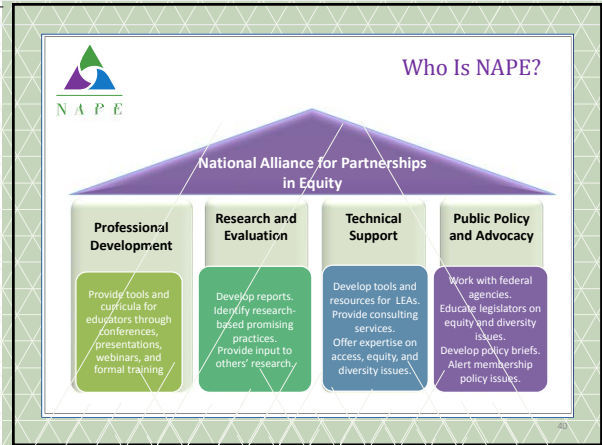 Who Is NAPE?
N A P E
National Alliance for Partnerships
in Equity
Professional
Development
Provide tools and
curricula for
educators through
conferences,
presentations,
webinars, and
formal training
Research and
Evaluation
Develop reports.
Identify research-
based promising
practices.
Provide input to
others' research.
Technical
Support
Develop tools and
resources for LEAs.
Provide consulting
services.
Offer expertise on
access, equity, and
diversity issues.
Public Policy
and Advocacy
Work with federal
agencies.
Educate legislators on
equity and diversity
issues.
Develop policy briefs.
Alert membership
policy issues.
40